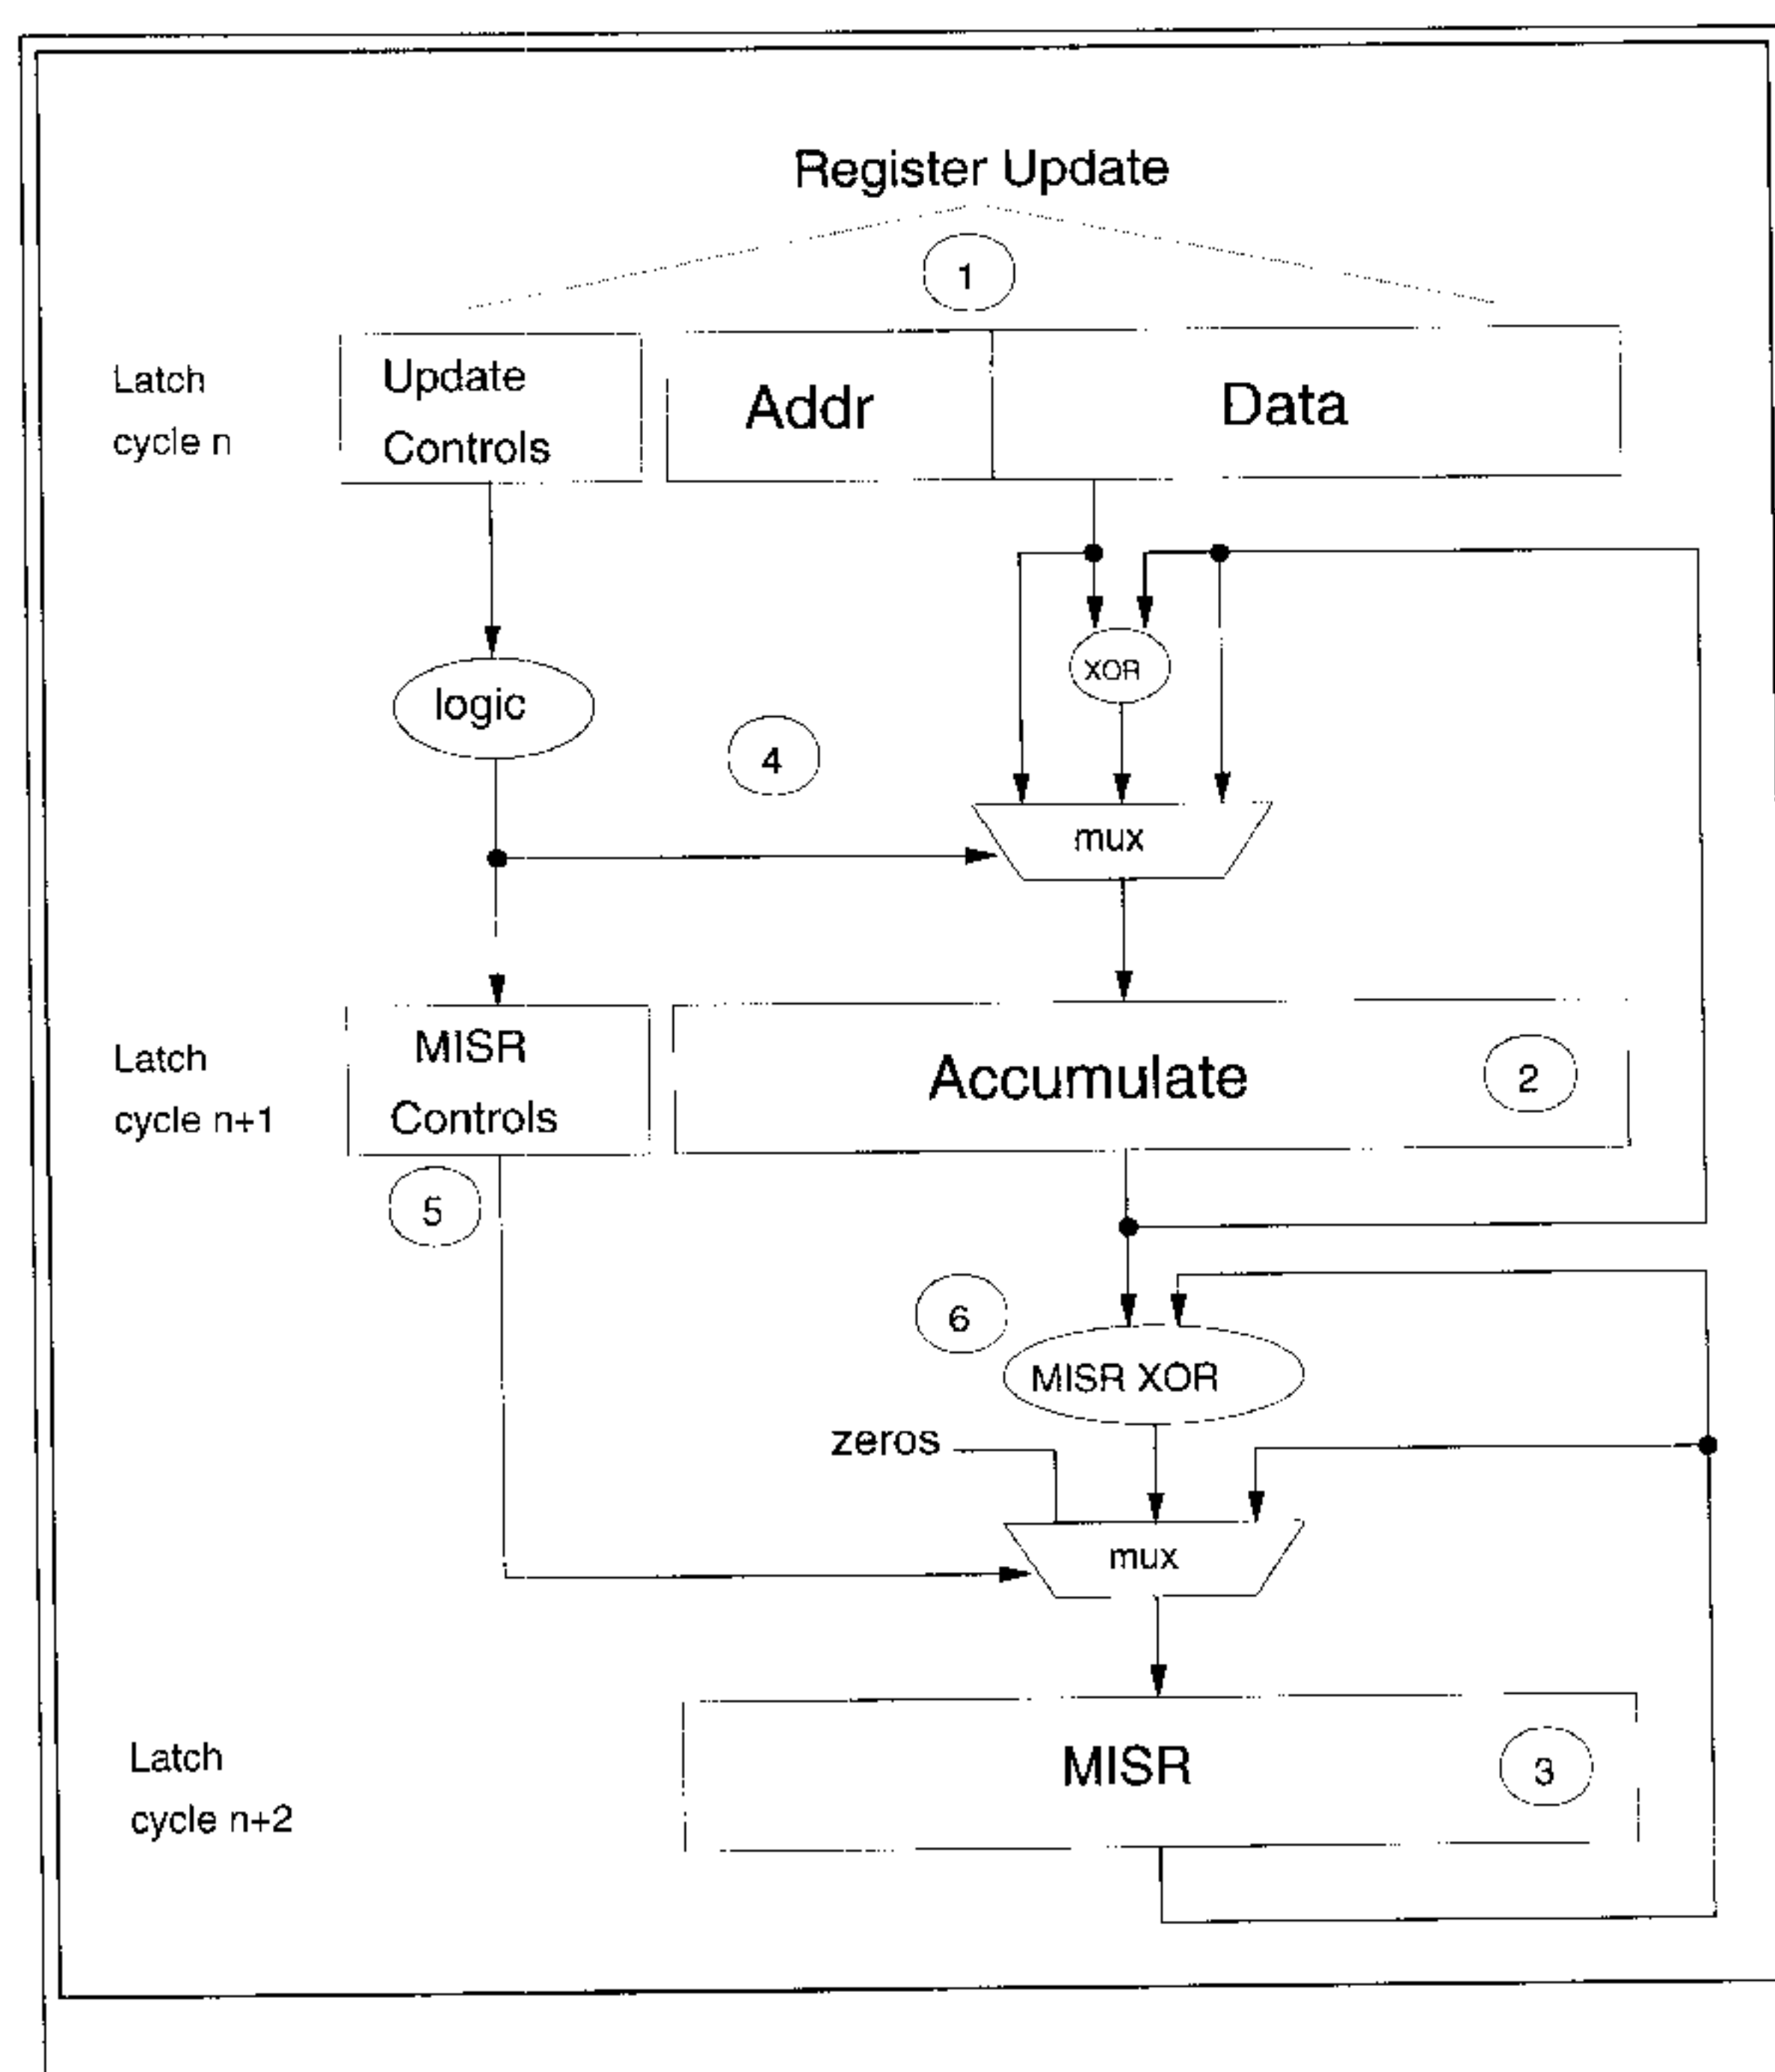 Register Update
1
Latch
cycle n
Update
Controls
Addr
Data
XOR
logic
4
mux
Latch
cycle n+1
MISR
Controls
Accumulate
2
5
6
MISR XOR
zeros
mux
Latch
cycle n+2
MISR
3